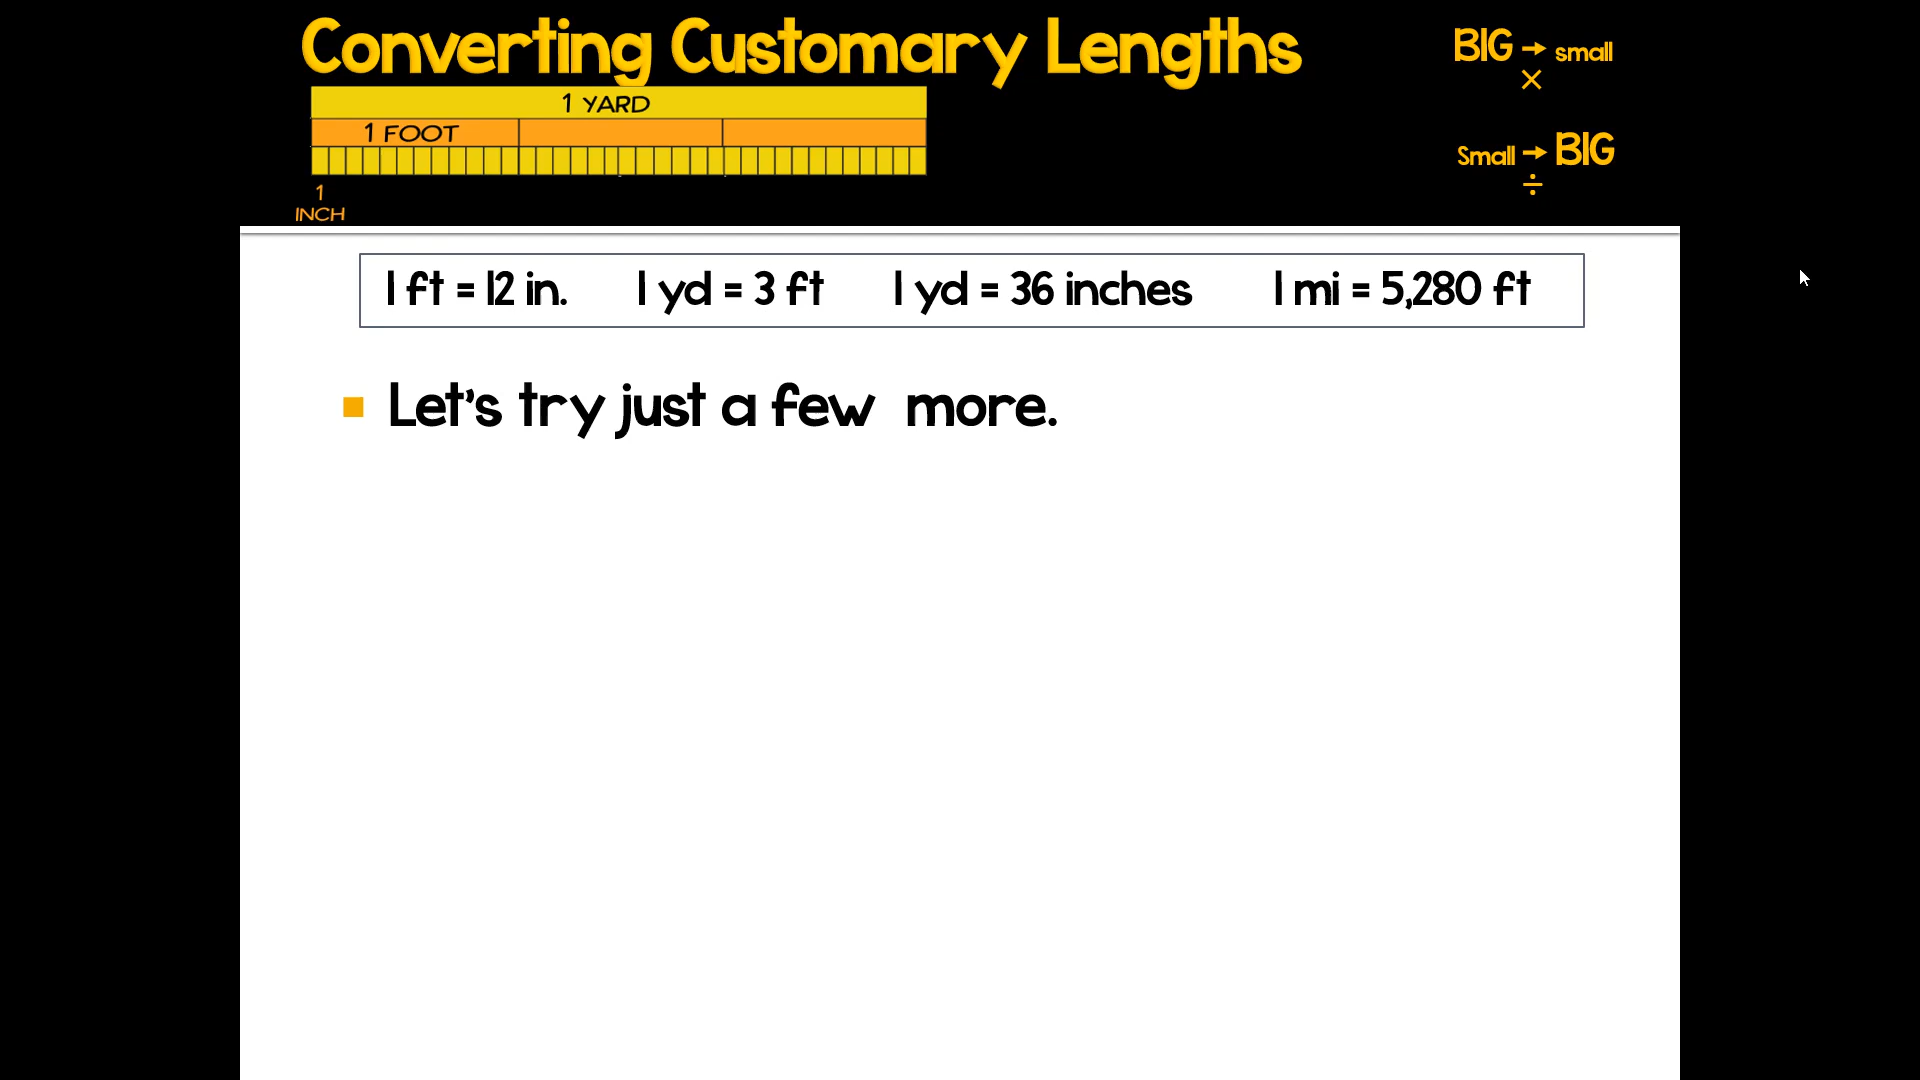 Converting Customary Lengths
BIG → small
×
1 YARD
1 FOOT
Small → BIG
÷
1
INCH
1 ft = 12 in. 1 yd = 3 ft 1 yd = 36 inches 1 mi = 5,280 ft
Let's try just a few more.